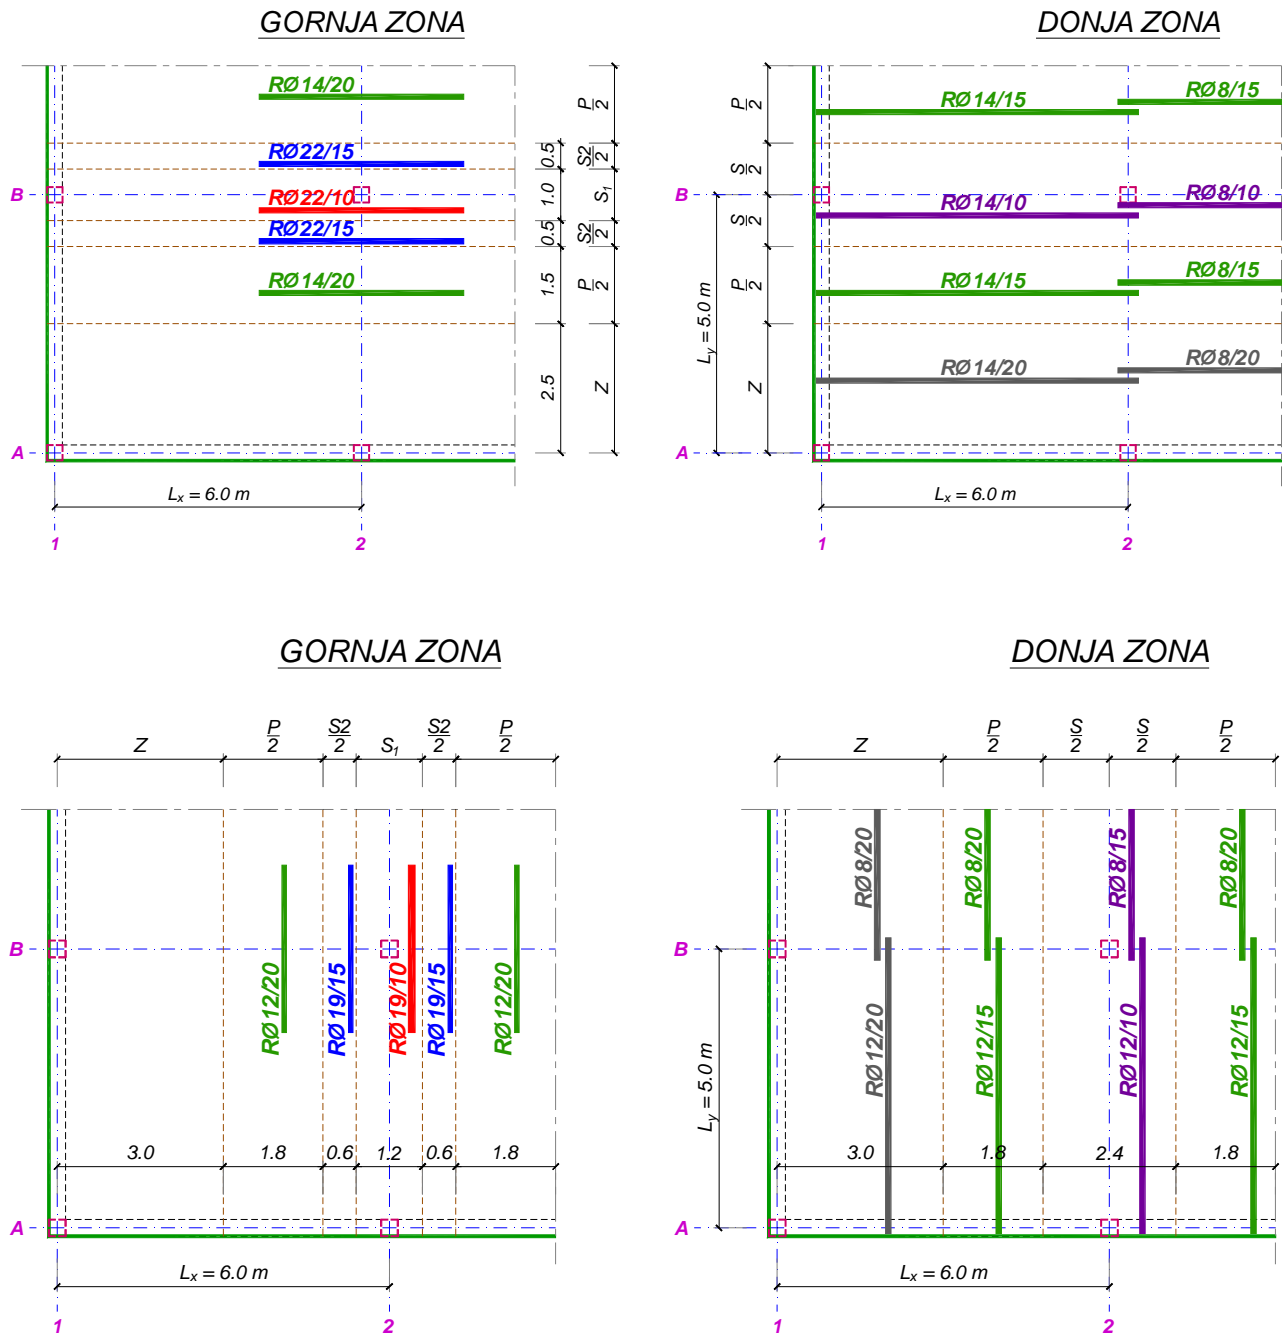 GORNJA ZONA
RØ14/20
RØ22/15
RØ22/10
RØ22/15
RØ14/20
B
A
0.5
1.0
0.5
1.5
2.5
P/2
S2/2
S₁
S2/2
P/2
Z
Lₓ = 6.0 m
1
2
DONJA ZONA
P/2
S/2
S/2
P/2
Z
L_y = 5.0 m
RØ14/15
RØ8/15
RØ14/10
RØ8/10
RØ14/15
RØ8/15
RØ14/20
RØ8/20
B
A
Lₓ = 6.0 m
1
2
GORNJA ZONA
Z
P/2
S2/2
S₁
S2/2
P/2
B
A
RØ12/20
RØ19/15
RØ19/10
RØ19/15
RØ12/20
3.0
1.8
0.6
1.2
0.6
1.8
Lₓ = 6.0 m
1
2
DONJA ZONA
Z
P/2
S/2
S/2
P/2
RØ8/20
RØ8/20
RØ8/15
RØ8/20
B
A
L_y = 5.0 m
RØ12/20
RØ12/15
RØ12/10
RØ12/15
3.0
1.8
2.4
1.8
Lₓ = 6.0 m
1
2